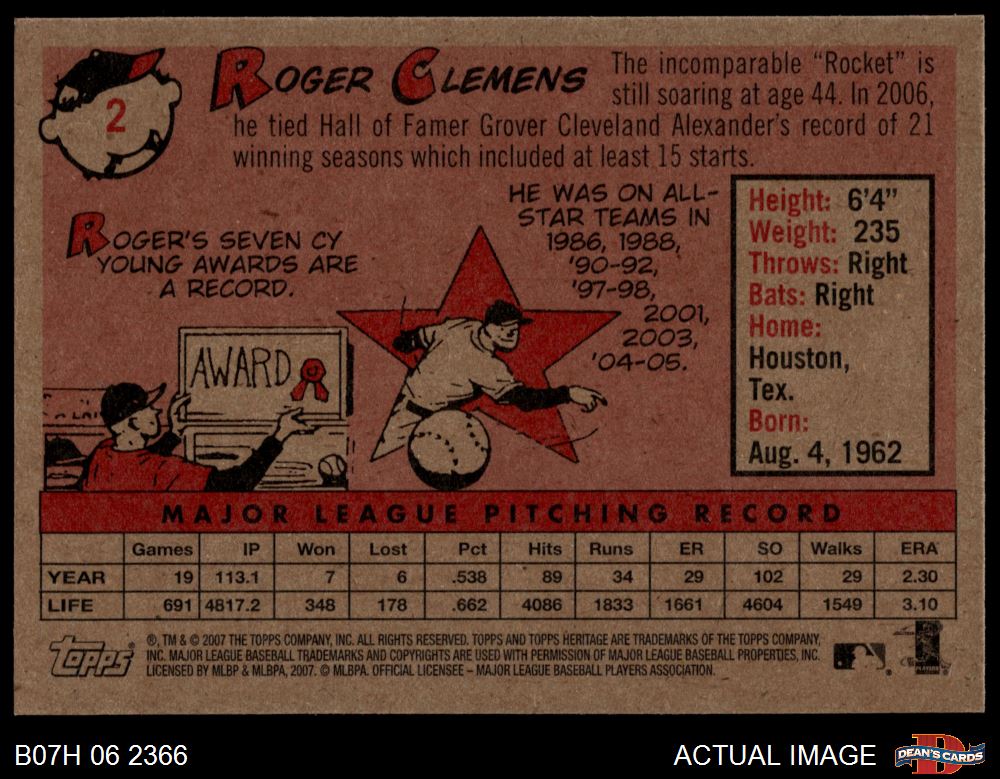 2
ROGER CLEMENS
The incomparable "Rocket" is
still soaring at age 44. In 2006,
he tied Hall of Famer Grover Cleveland Alexander's record of 21
winning seasons which included at least 15 starts.
ROGER'S SEVEN CY
YOUNG AWARDS ARE
A RECORD.
AWARD
HE WAS ON ALL-
STAR TEAMS IN
1986, 1988,
'90-92,
'97-98,
2001,
2003,
'04-05.
Height: 6'4"
Weight: 235
Throws: Right
Bats: Right
Home:
Houston,
Tex.
Born:
Aug. 4, 1962
MAJOR LEAGUE PITCHING RECORD
Games IP Won Lost Pct Hits Runs ER SO Walks ERA
YEAR 19 113.1 7 6 .538 89 34 29 102 29 2.30
LIFE 691 4817.2 348 178 .662 4086 1833 1661 4604 1549 3.10
Topps
®, TM & © 2007 THE TOPPS COMPANY, INC. ALL RIGHTS RESERVED. TOPPS AND TOPPS HERITAGE ARE TRADEMARKS OF THE TOPPS COMPANY,
INC. MAJOR LEAGUE BASEBALL TRADEMARKS AND COPYRIGHTS ARE USED WITH PERMISSION OF MAJOR LEAGUE BASEBALL PROPERTIES, INC.
LICENSED BY MLBP & MLBPA, 2007. © MLBPA. OFFICIAL LICENSEE – MAJOR LEAGUE BASEBALL PLAYERS ASSOCIATION.
PLAYERS
B07H 06 2366
ACTUAL IMAGE
DEAN'S CARDS